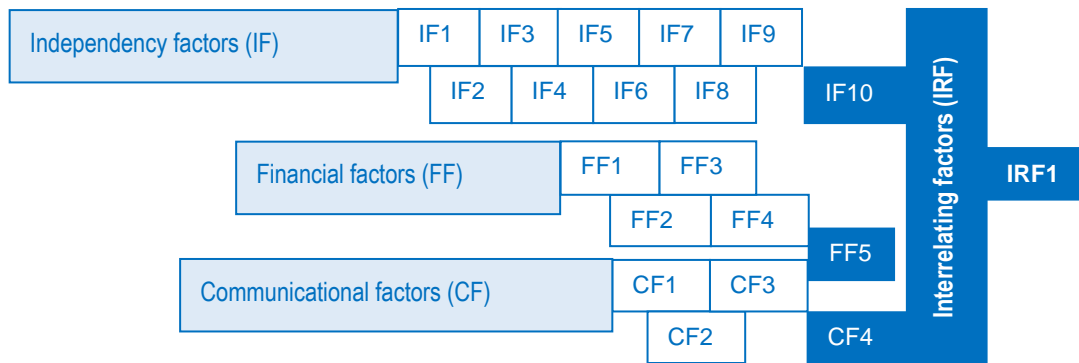 Independency factors (IF)
IF1 IF3 IF5 IF7 IF9
IF2 IF4 IF6 IF8 IF10
Financial factors (FF)
FF1 FF3
FF2 FF4
FF5
Communicational factors (CF)
CF1 CF3
CF2 CF4
Interrelating factors (IRF)
IRF1